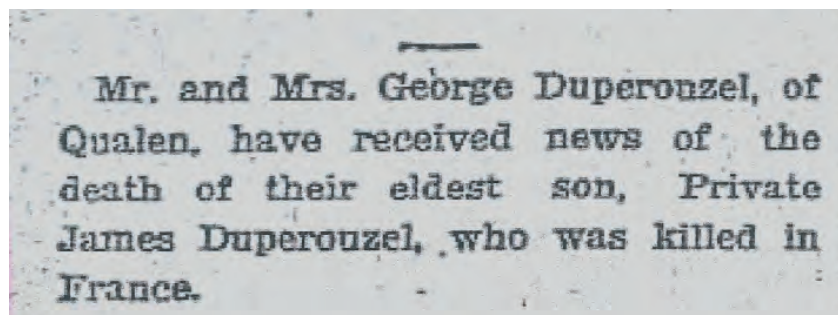 Mr. and Mrs. George Duperouzel, of
Qualen, have received news of the
death of their eldest son, Private
James Duperouzel, who was killed in
France.